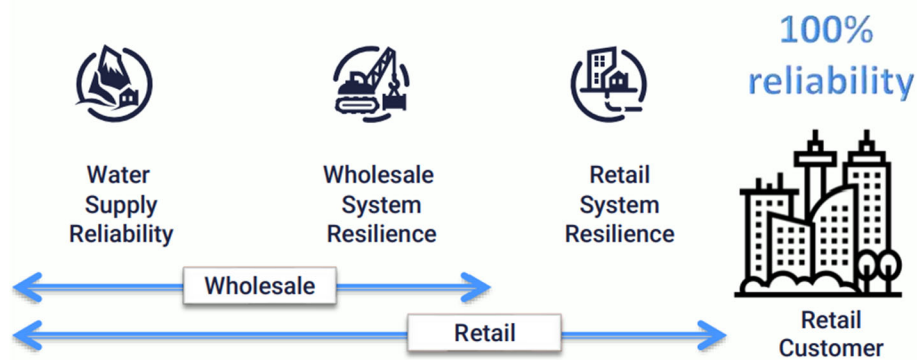 100%
reliability
Water
Supply
Reliability
Wholesale
System
Resilience
Retail
System
Resilience
Wholesale
Retail
Retail
Customer